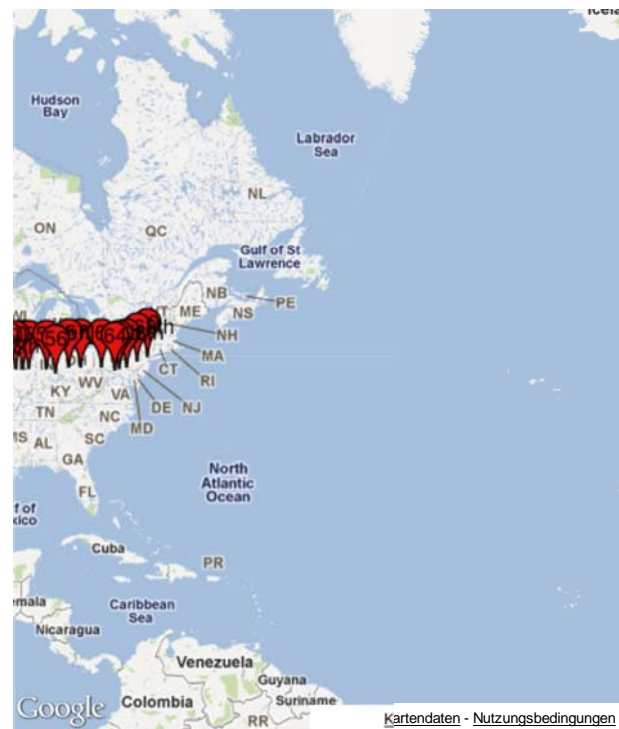 Hudson
Bay
Labrador
Sea
NL
ON
QC
Gulf of St
Lawrence
NB
PE
ME
NS
NH
56
64
MA
CT
RI
WV
KY
VA
DE
NJ
TN
NC
MD
AL
SC
GA
North
Atlantic
Ocean
FL
Cuba
PR
Caribbean
Sea
Nicaragua
Venezuela
Guyana
Suriname
Colombia
Google
RR
Kartendaten - Nutzungsbedingungen